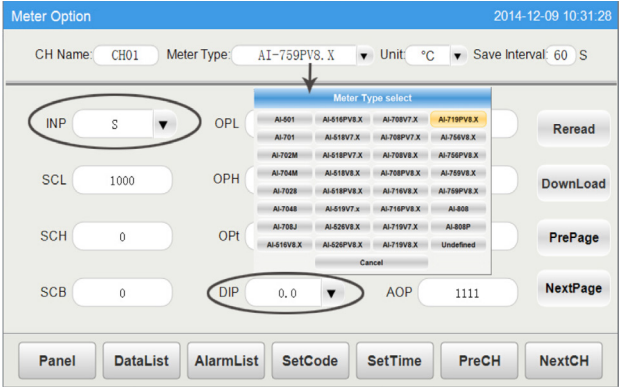 Meter Option 2014-12-09 10:31:28
CH Name: CH01 Meter Type: AI-759PV8.X Unit: °C Save Interval: 60 S
Meter Type select
AI-501 AI-516PV8.X AI-708V7.X AI-719PV8.X
AI-701 AI-518V7.X AI-708PV7.X AI-756V8.X
AI-702M AI-518PV7.X AI-708V8.X AI-756PV8.X
AI-704M AI-518V8.X AI-708PV8.X AI-759V8.X
AI-7028 AI-518PV8.X AI-716V8.X AI-759PV8.X
AI-7048 AI-519V7.x AI-716PV8.X AI-808
AI-708J AI-526V8.X AI-719V7.X AI-808P
AI-516V8.X AI-526PV8.X AI-719V8.X Undefined
Cancel
INP S OPL Reread
SCL 1000 OPH DownLoad
SCH 0 OPt PrePage
SCB 0 DIP 0.0 AOP 1111 NextPage
Panel DataList AlarmList SetCode SetTime PreCH NextCH